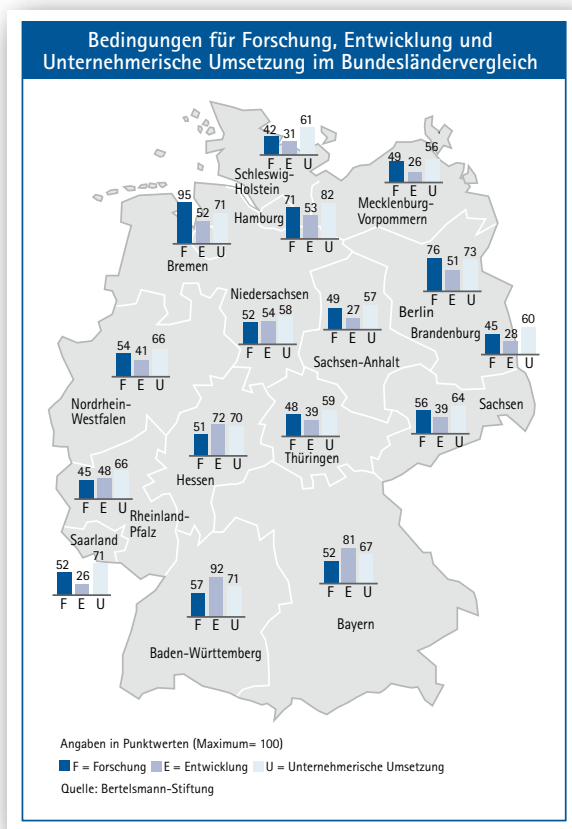 Bedingungen für Forschung, Entwicklung und
Unternehmerische Umsetzung im Bundesländervergleich
42 31 61
F E U
Schleswig-
Holstein
49 26 56
F E U
Mecklenburg-
Vorpommern
95 52 71
F E U
Bremen
Hamburg
71 53 82
F E U
76 51 73
F E U
Berlin
Niedersachsen
52 54 58
F E U
49 27 57
F E U
Sachsen-Anhalt
Brandenburg
45 28 60
F E U
54 41 66
F E U
Nordrhein-
Westfalen
51 72 70
F E U
Hessen
48 39 59
F E U
Thüringen
56 39 64
F E U
Sachsen
45 48 66
F E U
Rheinland-
Pfalz
Saarland
52 26 71
F E U
57 92 71
F E U
Baden-Württemberg
52 81 67
F E U
Bayern
Angaben in Punktwerten (Maximum= 100)
F = Forschung E = Entwicklung U = Unternehmerische Umsetzung
Quelle: Bertelsmann-Stiftung